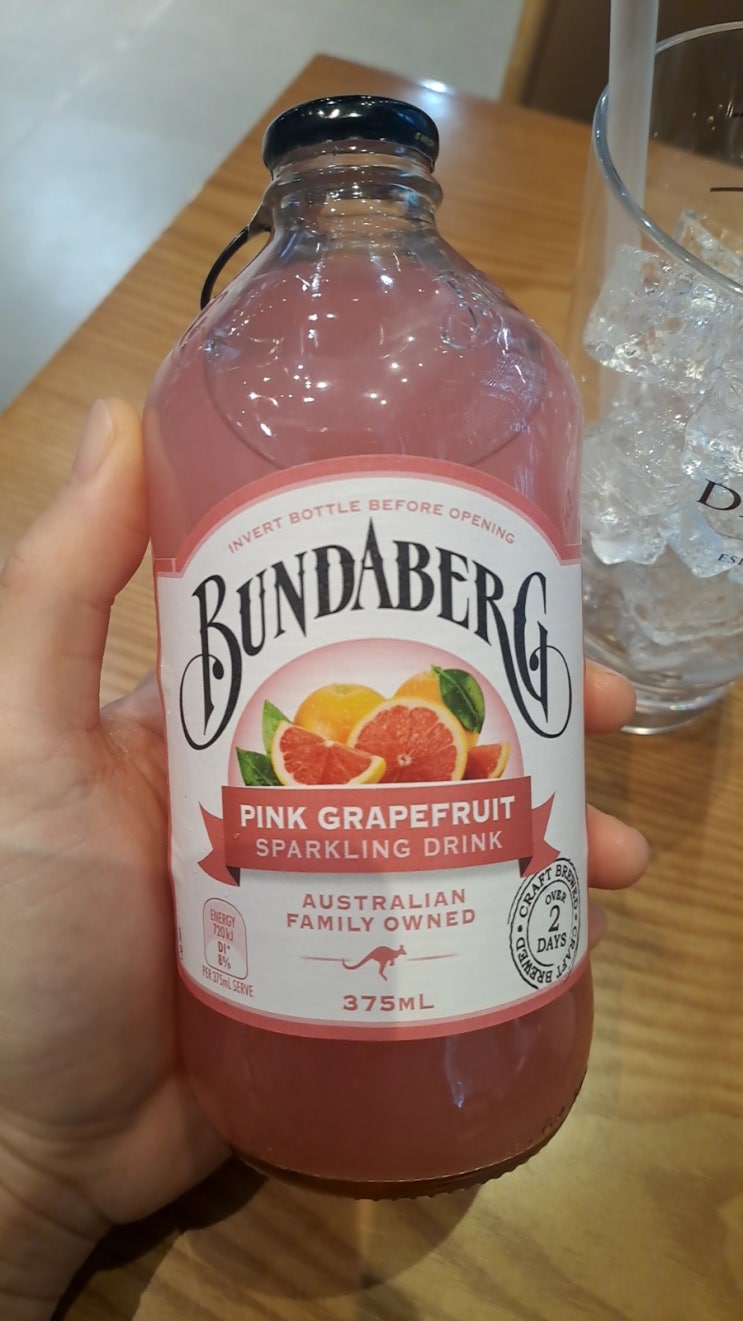 INVERT BOTTLE BEFORE OPENING
BUNDABERG
PINK GRAPEFRUIT
SPARKLING DRINK
AUSTRALIAN
FAMILY OWNED
375ML
ENERGY
720kJ
DI*
8%
PER 375mL SERVE
CRAFT BREWED • CRAFT BREWED •
OVER
2
DAYS